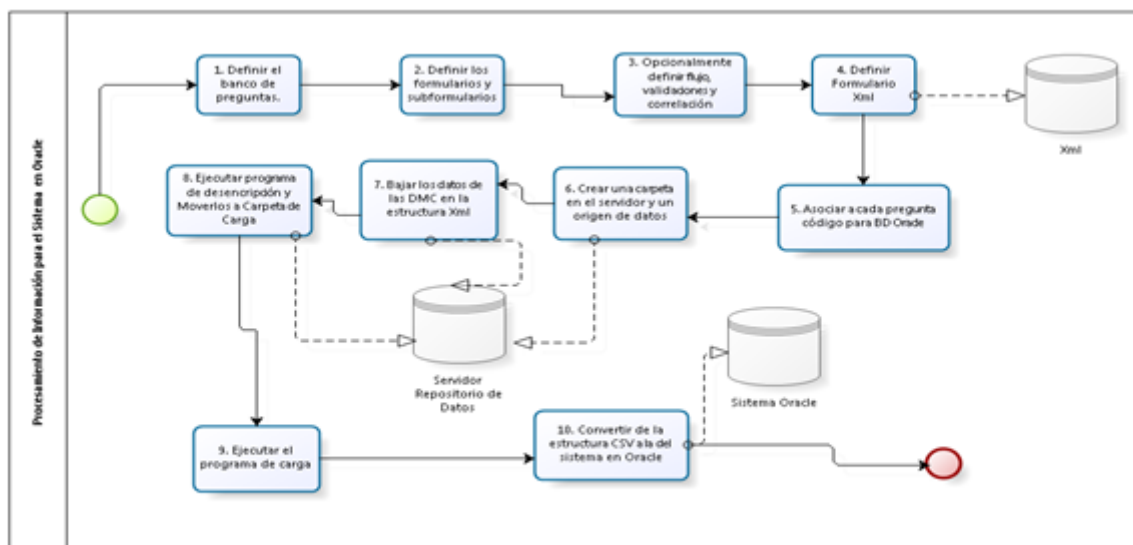 Procesamiento de Información para el Sistema en Oracle
1. Definir el
banco de
preguntas.
2. Definir los
formularios y
subformularios
3. Opcionalmente
definir flujo,
validaciones y
correlación
4. Definir
Formulario
Xml
Xml
8. Ejecutar programa
de desencripción y
Moverlos a Carpeta de
Carga
7. Bajar los datos de
las DMC en la
estructura Xml
6. Crear una carpeta
en el servidor y un
origen de datos
5. Asociar a cada pregunta
código para BD Oracle
Servidor
Repositorio de
Datos
Sistema Oracle
9. Ejecutar el
programa de carga
10. Convertir de la
estructura CSV a la del
sistema en Oracle